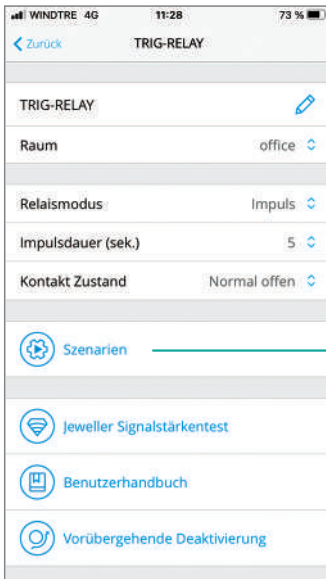 WINDTRE 4G 11:28 73 %
Zurück TRIG-RELAY
TRIG-RELAY
Raum office
Relaismodus Impuls
Impulsdauer (sek.) 5
Kontakt Zustand Normal offen
Szenarien
Jeweller Signalstärkentest
Benutzerhandbuch
Vorübergehende Deaktivierung